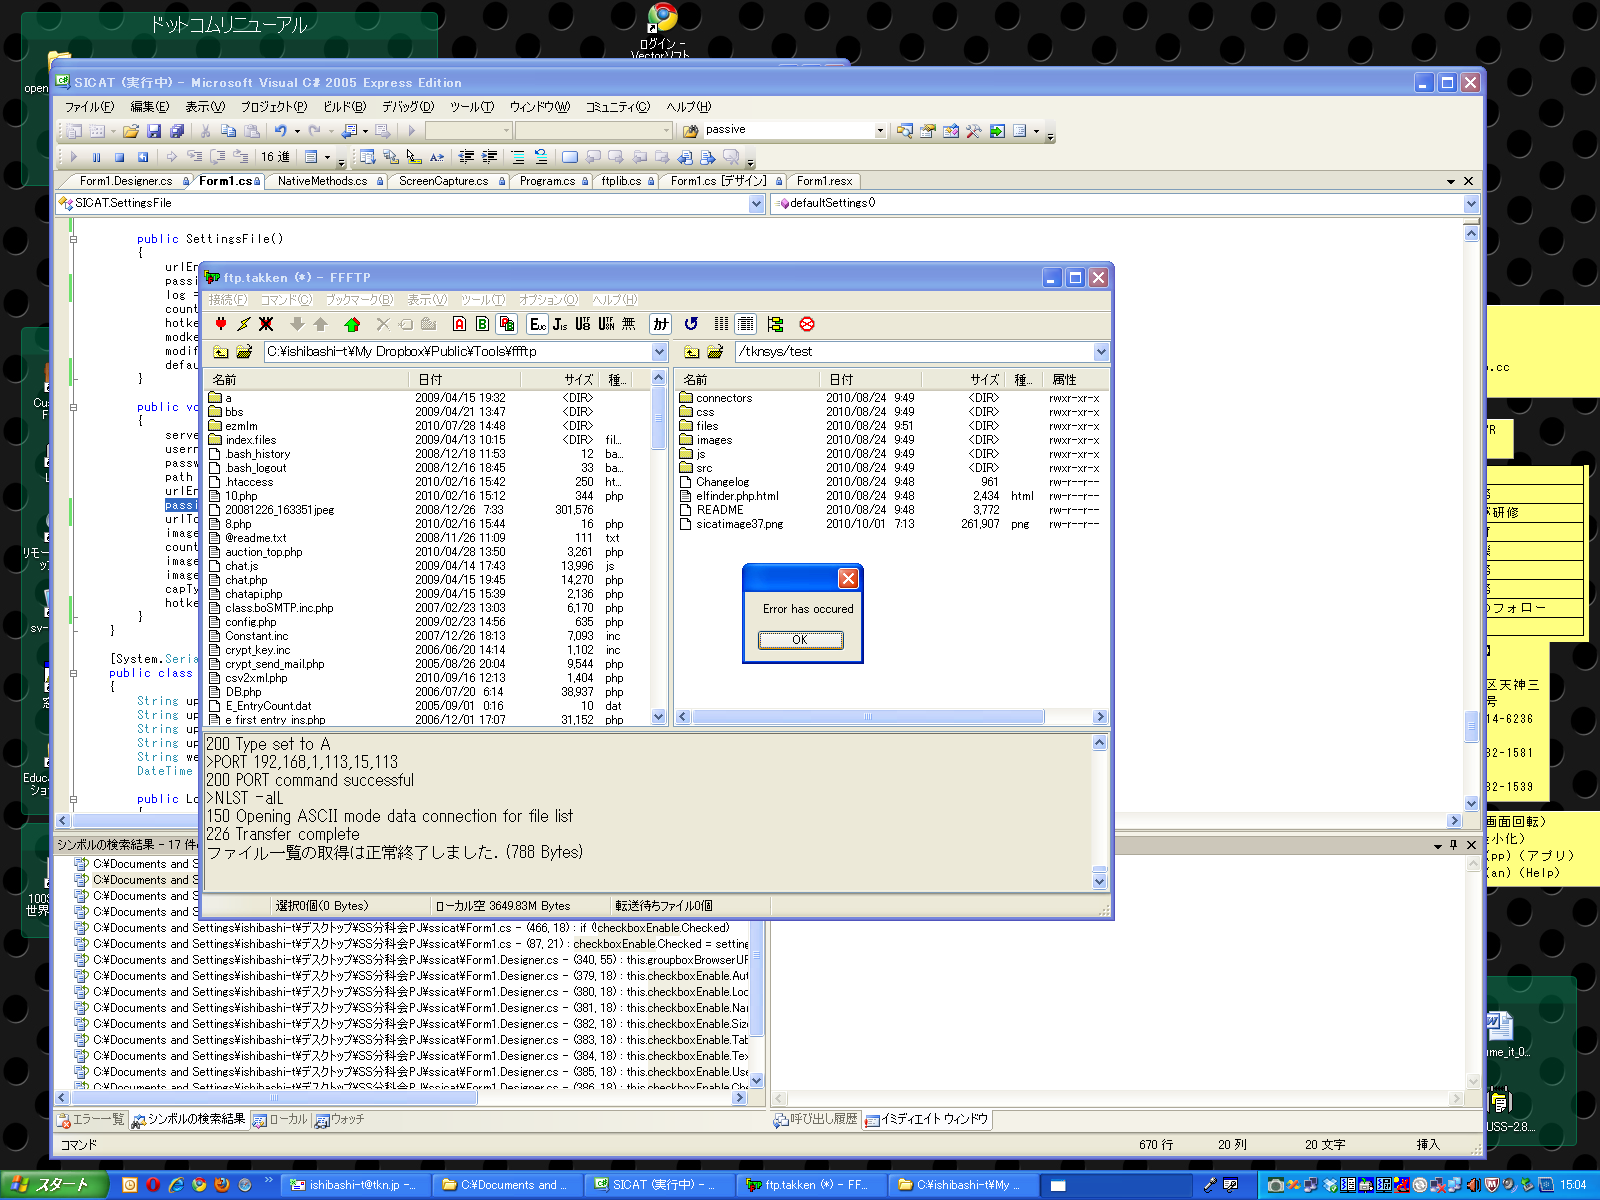 ドットコムリニューアル
ログイン -
Vectorソフト
open
SICAT (実行中) - Microsoft Visual C# 2005 Express Edition
ファイル(F) 編集(E) 表示(V) プロジェクト(P) ビルド(B) デバッグ(D) ツール(T) ウィンドウ(W) コミュニティ(C) ヘルプ(H)
passive
16 進
Form1.Designer.cs Form1.cs NativeMethods.cs ScreenCapture.cs Program.cs ftplib.cs Form1.cs [デザイン] Form1.resx
SICAT.SettingsFile defaultSettings()
public SettingsFile()
{
urlEn
passi
log =
count
hotke
modke
modif
defau
}
public vo
{
serve
usern
passw
path
urlEn
passi
urlTo
image
count
image
image
capTy
hotke
}
}
[System.Seria
public class
{
String up
String up
String up
String up
String we
DateTime
public Lo
{
ftp.takken (*) - FFFTP
接続(F) コマンド(C) ブックマーク(B) 表示(V) ツール(T) オプション(O) ヘルプ(H)
C:¥ishibashi-t¥My Dropbox¥Public¥Tools¥ffftp
名前 日付 サイズ 種...
a 2009/04/15 19:32 <DIR>
bbs 2009/04/21 13:47 <DIR>
ezmlm 2010/07/28 14:48 <DIR>
index.files 2009/04/13 10:15 <DIR> fil...
.bash_history 2008/12/18 11:53 12 ba...
.bash_logout 2008/12/16 18:45 33 ba...
.htaccess 2010/02/16 15:42 250 ht...
10.php 2010/02/16 15:12 344 php
20081226_163351jpeg 2008/12/26 7:33 301,576
8.php 2010/02/16 15:44 16 php
@readme.txt 2008/11/26 11:09 111 txt
auction_top.php 2010/04/28 13:50 3,261 php
chat.js 2009/04/14 17:43 13,996 js
chat.php 2009/04/15 19:45 14,270 php
chatapi.php 2009/04/15 15:39 2,136 php
class.boSMTP.inc.php 2007/02/23 13:03 6,170 php
config.php 2009/02/23 14:56 635 php
Constant.inc 2007/12/26 18:13 7,093 inc
crypt_key.inc 2006/06/20 14:14 1,102 inc
crypt_send_mail.php 2005/08/26 20:04 9,544 php
csv2xml.php 2010/09/16 12:13 1,404 php
DB.php 2006/07/20 6:14 38,937 php
E_EntryCount.dat 2005/09/01 0:16 10 dat
e first entry ins.php 2006/12/01 17:07 31,152 php
/tknsys/test
名前 日付 サイズ 種... 属性
connectors 2010/08/24 9:49 <DIR> rwxr-xr-x
css 2010/08/24 9:49 <DIR> rwxr-xr-x
files 2010/08/24 9:51 <DIR> rwxr-xr-x
images 2010/08/24 9:49 <DIR> rwxr-xr-x
js 2010/08/24 9:49 <DIR> rwxr-xr-x
src 2010/08/24 9:49 <DIR> rwxr-xr-x
Changelog 2010/08/24 9:48 961 rw-r--r--
elfinder.php.html 2010/08/24 9:48 2,434 html rw-r--r--
README 2010/08/24 9:48 3,772 rw-r--r--
sicatimage37.png 2010/10/01 7:13 261,907 png rw-r--r--
Error has occured
OK
200 Type set to A
>PORT 192,168,1,113,15,113
200 PORT command successful
>NLST -alL
150 Opening ASCII mode data connection for file list
226 Transfer complete
ファイル一覧の取得は正常終了しました. (788 Bytes)
選択0個(0 Bytes) ローカル空 3649.83M Bytes 転送待ちファイル0個
シンボルの検索結果 - 17 件
C:¥Documents and S
C:¥Documents and S
C:¥Documents and S
C:¥Documents and S
C:¥Documents and Settings¥ishibashi-t¥デスクトップ¥SS分科会PJ¥ssicat¥Form1.cs - (466, 18) : if (!checkboxEnable.Checked)
C:¥Documents and Settings¥ishibashi-t¥デスクトップ¥SS分科会PJ¥ssicat¥Form1.cs - (87, 21) : checkboxEnable.Checked = setting
C:¥Documents and Settings¥ishibashi-t¥デスクトップ¥SS分科会PJ¥ssicat¥Form1.Designer.cs - (340, 55) : this.groupboxBrowserUR
C:¥Documents and Settings¥ishibashi-t¥デスクトップ¥SS分科会PJ¥ssicat¥Form1.Designer.cs - (379, 18) : this.checkboxEnable.Aut
C:¥Documents and Settings¥ishibashi-t¥デスクトップ¥SS分科会PJ¥ssicat¥Form1.Designer.cs - (380, 18) : this.checkboxEnable.Loc
C:¥Documents and Settings¥ishibashi-t¥デスクトップ¥SS分科会PJ¥ssicat¥Form1.Designer.cs - (381, 18) : this.checkboxEnable.Nar
C:¥Documents and Settings¥ishibashi-t¥デスクトップ¥SS分科会PJ¥ssicat¥Form1.Designer.cs - (382, 18) : this.checkboxEnable.Size
C:¥Documents and Settings¥ishibashi-t¥デスクトップ¥SS分科会PJ¥ssicat¥Form1.Designer.cs - (383, 18) : this.checkboxEnable.Tab
C:¥Documents and Settings¥ishibashi-t¥デスクトップ¥SS分科会PJ¥ssicat¥Form1.Designer.cs - (384, 18) : this.checkboxEnable.Tex
C:¥Documents and Settings¥ishibashi-t¥デスクトップ¥SS分科会PJ¥ssicat¥Form1.Designer.cs - (385, 18) : this.checkboxEnable.Use
C:¥Documents and Settings¥ishibashi-t¥デスクトップ¥SS分科会PJ¥ssicat¥Form1.Designer.cs - (386, 18) : this.checkboxEnable.Che
エラー一覧 シンボルの検索結果 ローカル ウォッチ
呼び出し履歴 イミディエイト ウィンドウ
コマンド 670 行 20 列 20 文字 挿入
.cc
研修
フォロー
区天神三
号
14-6236
32-1581
32-1539
画面回転)
小化)
(pp) (アプリ)
(an) (Help)
ume_it_0...
USS-2.8....
Cu
リモー
sv-
Educ
ショ
100
世界
スタート ishibashi-t@tkn.jp -... C:¥Documents and ... SICAT (実行中) - ... ftp.takken (*) - FF... C:¥ishibashi-t¥My ... 15:04